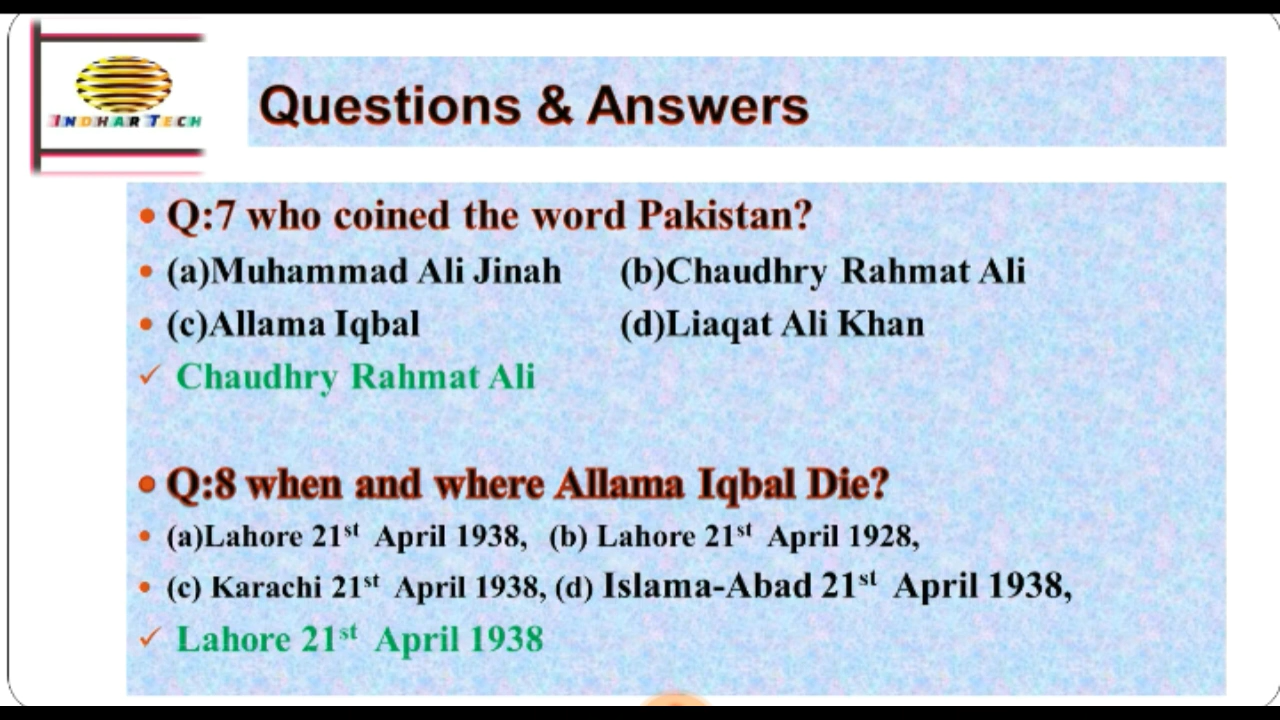 INDHAR TECH
Questions & Answers
• Q:7 who coined the word Pakistan?
• (a)Muhammad Ali Jinah (b)Chaudhry Rahmat Ali
• (c)Allama Iqbal (d)Liaqat Ali Khan
✓ Chaudhry Rahmat Ali
• Q:8 when and where Allama Iqbal Die?
• (a)Lahore 21st April 1938, (b) Lahore 21st April 1928,
• (c) Karachi 21st April 1938, (d) Islama-Abad 21st April 1938,
✓ Lahore 21st April 1938